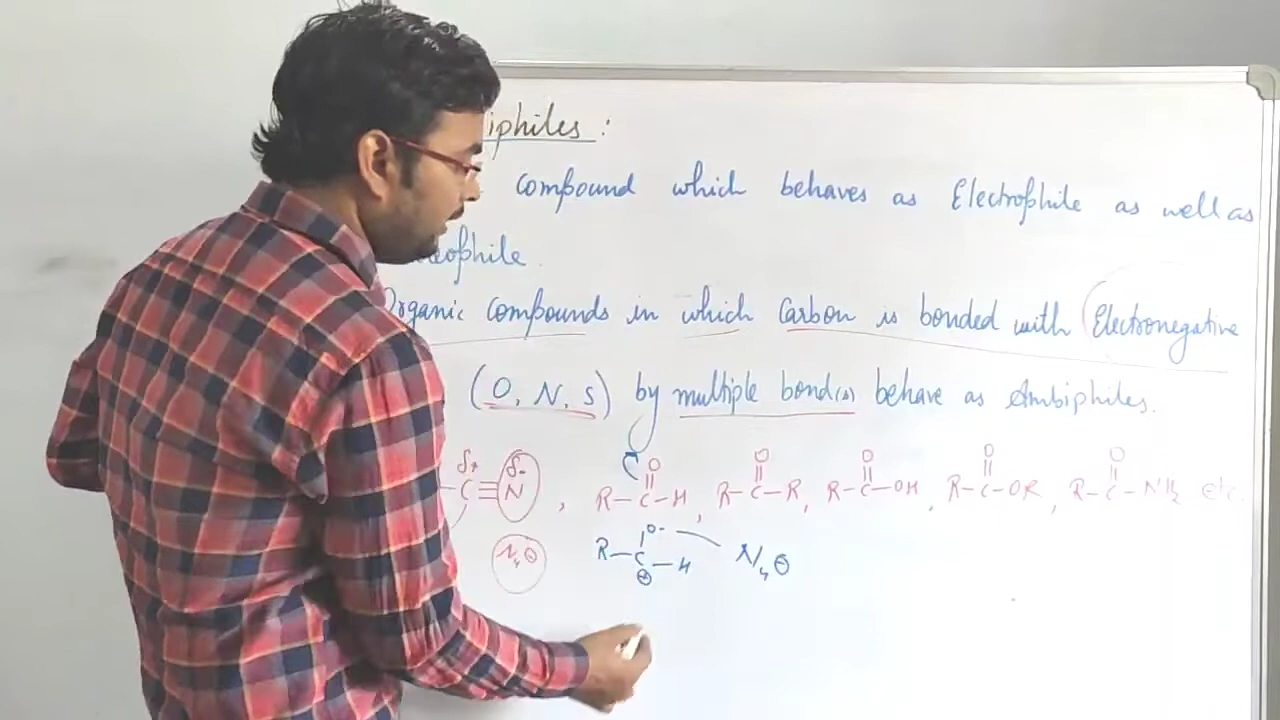 iphiles :
Compound which behaves as Electrophile as well as
eophile.
Organic compounds in which Carbon is bonded with Electronegative
(O, N, S) by multiple bond(s) behave as Ambiphiles.
δ+ δ- O O O O O
-C≡N , R-C-H , R-C-R , R-C-OH , R-C-OR , R-C-NH2 etc.
O-
R-C-H
⊕